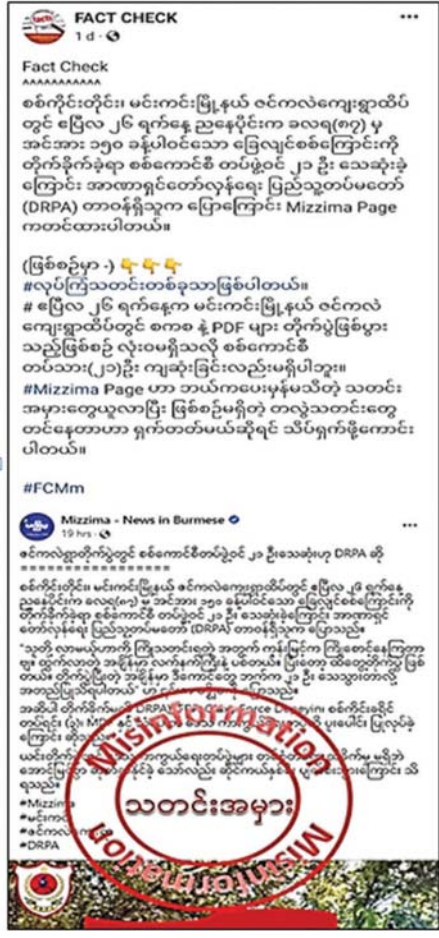 FACT CHECK
1 d
Fact Check
^^^^^^^^^^^
စစ်ကိုင်းတိုင်း၊ မင်းကင်းမြို့နယ် ဇင်ကလဲကျေးရွာထိပ်
တွင် ဧပြီလ ၂၆ ရက်နေ့ ညနေပိုင်းက ခလရ(၈၇) မှ
အင်အား ၁၅၀ ခန့်ပါဝင်သော ခြေလျင်စစ်ကြောင်းကို
တိုက်ခိုက်ခဲ့ရာ စစ်ကောင်စီ တပ်ဖွဲ့ဝင် ၂၁ ဦး သေဆုံးခဲ့
ကြောင်း အာဏာရှင်တော်လှန်ရေး ပြည်သူ့တပ်မတော်
(DRPA) တာဝန်ရှိသူက ပြောကြောင်း Mizzima Page
ကတင်ထားပါတယ်။
(ဖြစ်စဉ်မှာ -) 👇👇👇
#လုပ်ကြံသတင်းတစ်ခုသာဖြစ်ပါတယ်။
# ဧပြီလ ၂၆ ရက်နေ့က မင်းကင်းမြို့နယ် ဇင်ကလဲ
ကျေးရွာထိပ်တွင် စကစ နဲ့ PDF များ တိုက်ပွဲဖြစ်ပွား
သည့်ဖြစ်စဉ် လုံးဝမရှိသလို စစ်ကောင်စီ
တပ်သား(၂၁)ဦး ကျဆုံးခြင်းလည်းမရှိပါဘူး။
#Mizzima Page ဟာ ဘယ်ကပေးမှန်မသိတဲ့ သတင်း
အမှားတွေယူလာပြီး ဖြစ်စဉ်မရှိတဲ့ တလွဲသတင်းတွေ
တင်နေတာဟာ ရှက်တတ်မယ်ဆိုရင် သိပ်ရှက်ဖို့ကောင်း
ပါတယ်။
#FCMm
Mizzima - News in Burmese
19 hrs
ဇင်ကလဲရွာတိုက်ပွဲတွင် စစ်ကောင်စီတပ်ဖွဲ့ဝင် ၂၁ ဦးသေဆုံးဟု DRPA ဆို
==================
စစ်ကိုင်းတိုင်း၊ မင်းကင်းမြို့နယ် ဇင်ကလဲကျေးရွာထိပ်တွင် ဧပြီလ ၂၆ ရက်နေ့
ညနေပိုင်းက ခလရ(၈၇) မှ အင်အား ၁၅၀ ခန့်ပါဝင်သော ခြေလျင်စစ်ကြောင်းကို
တိုက်ခိုက်ခဲ့ရာ စစ်ကောင်စီ တပ်ဖွဲ့ဝင် ၂၁ ဦး သေဆုံးခဲ့ကြောင်း အာဏာရှင်
တော်လှန်ရေး ပြည်သူ့တပ်မတော် (DRPA) တာဝန်ရှိသူက ပြောသည်။
Misinformation
သတင်းအမှား
Misinformation
#Mizzima
#DRPA